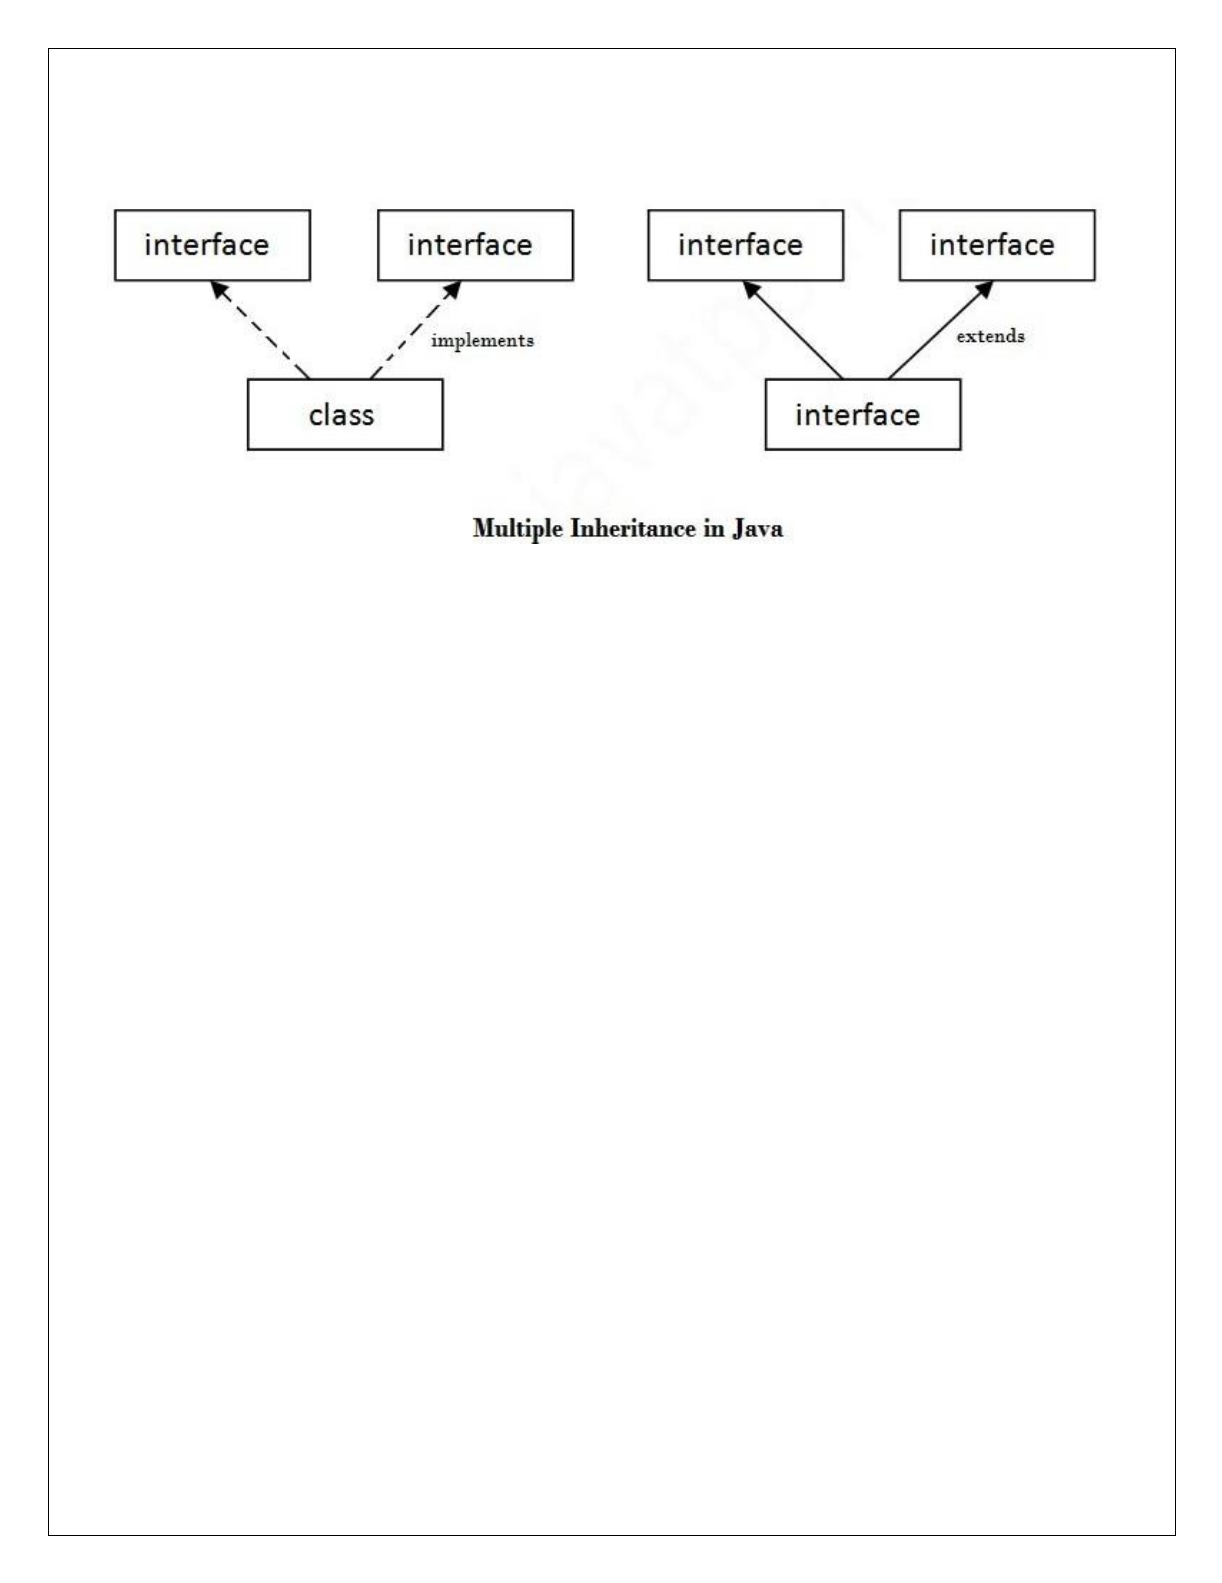 interface interface interface interface
implements extends
class interface
Multiple Inheritance in Java